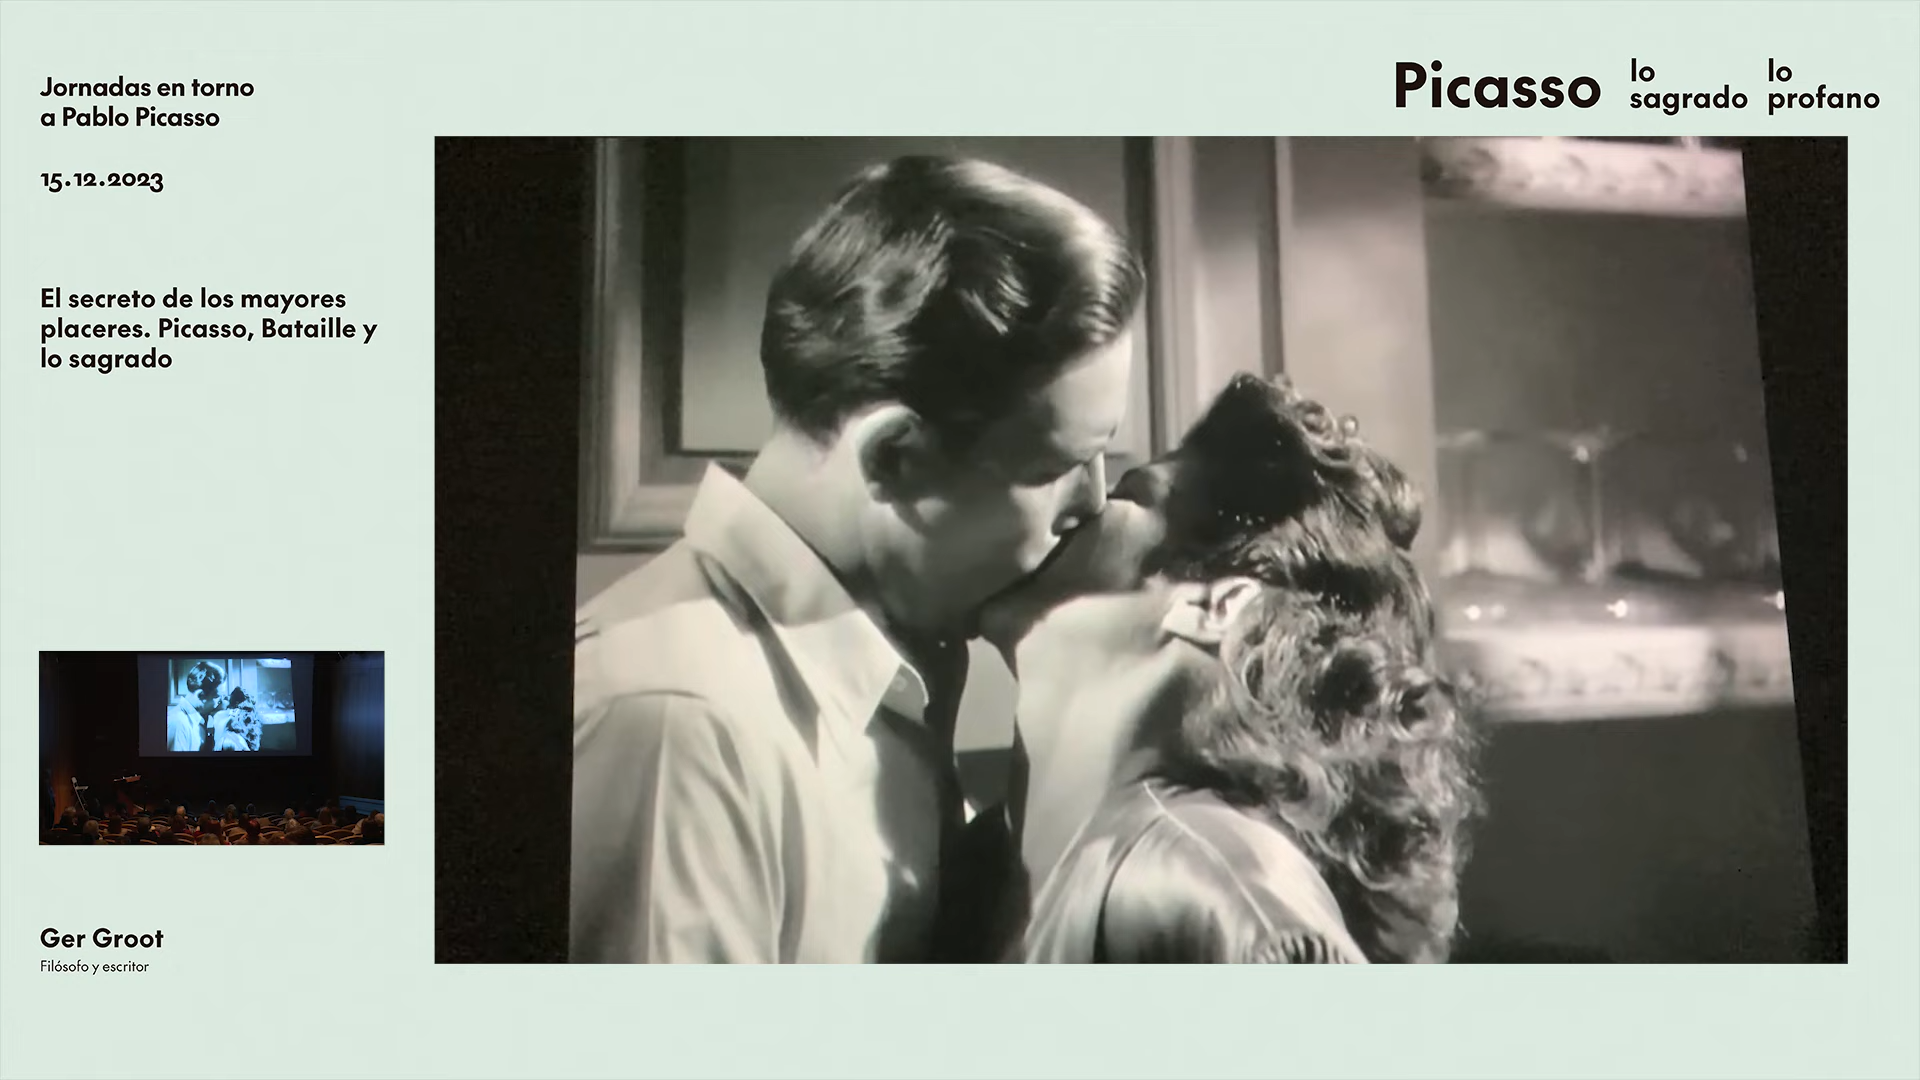 Jornadas en torno
a Pablo Picasso
15.12.2023
El secreto de los mayores
placeres. Picasso, Bataille y
lo sagrado
Ger Groot
Filósofo y escritor
Picasso
lo
sagrado
lo
profano